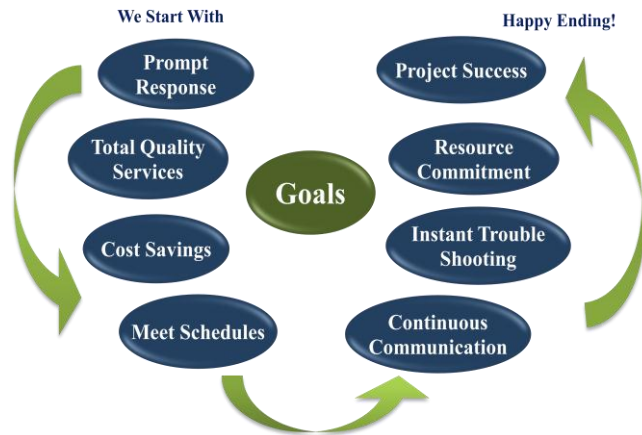 We Start With
Happy Ending!
Prompt
Response
Total Quality
Services
Cost Savings
Meet Schedules
Goals
Continuous
Communication
Instant Trouble
Shooting
Resource
Commitment
Project Success